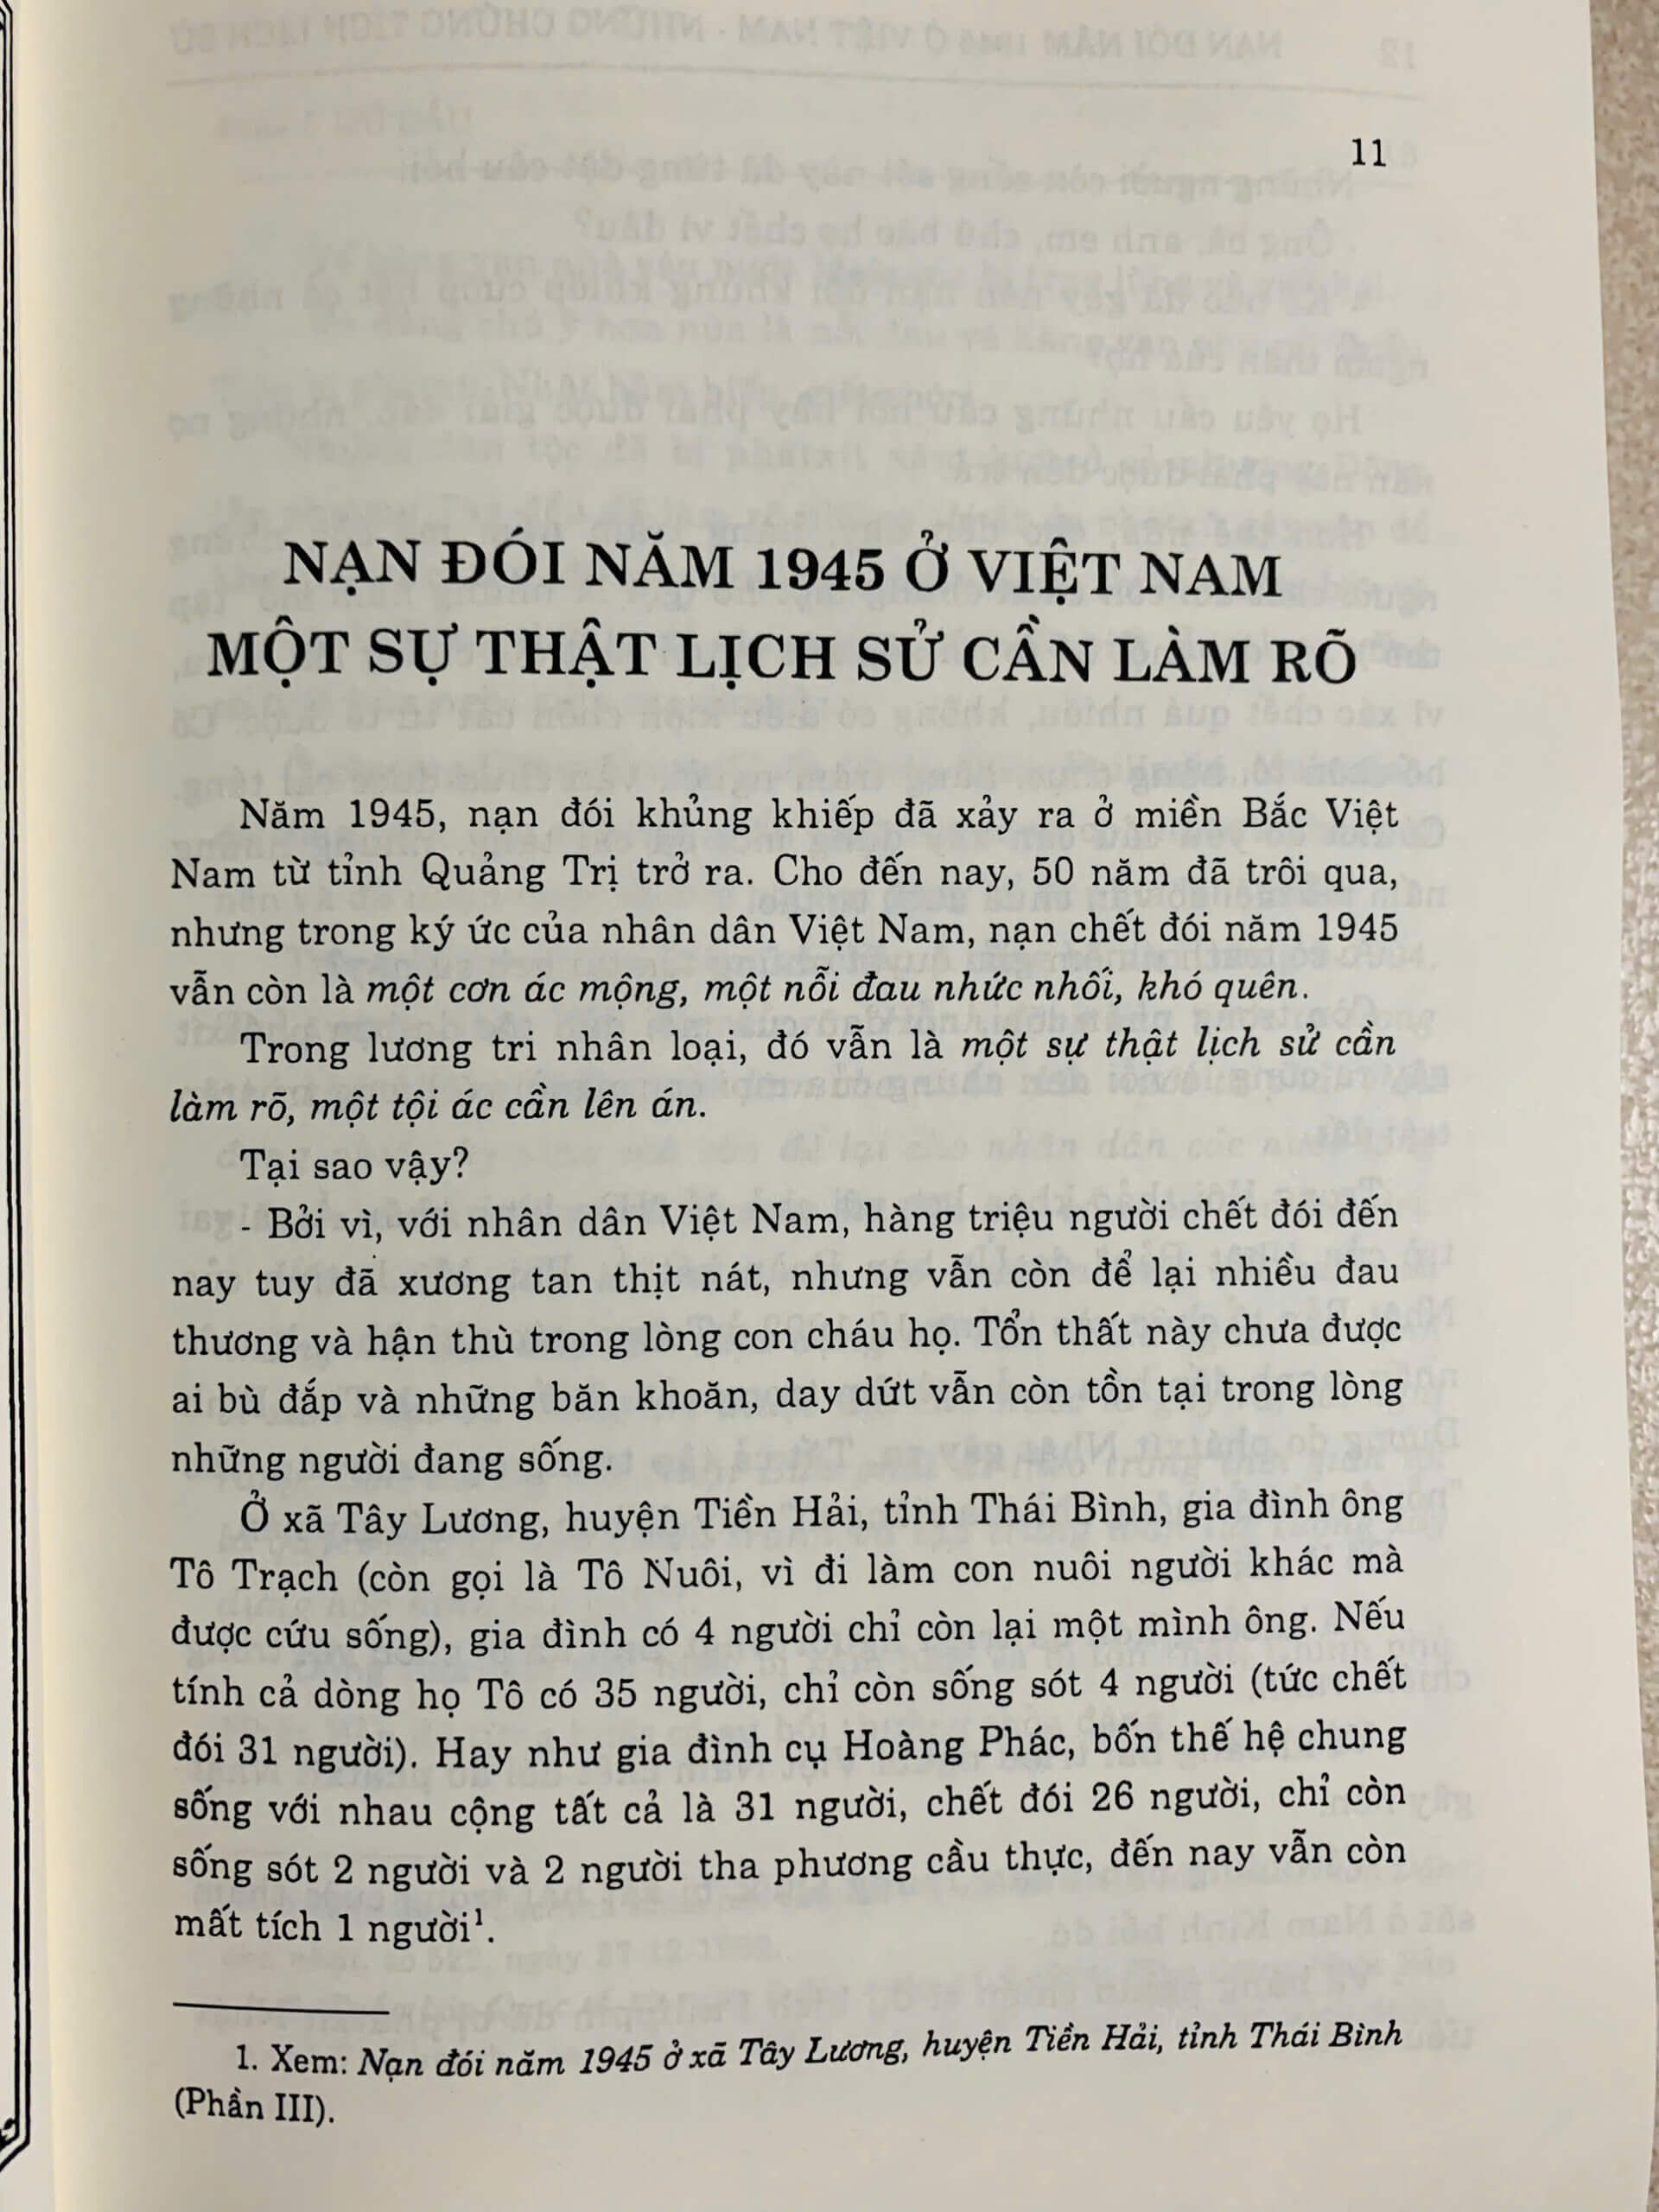 11
NẠN ĐÓI NĂM 1945 Ở VIỆT NAM
MỘT SỰ THẬT LỊCH SỬ CẦN LÀM RÕ
Năm 1945, nạn đói khủng khiếp đã xảy ra ở miền Bắc Việt
Nam từ tỉnh Quảng Trị trở ra. Cho đến nay, 50 năm đã trôi qua,
nhưng trong ký ức của nhân dân Việt Nam, nạn chết đói năm 1945
vẫn còn là một cơn ác mộng, một nỗi đau nhức nhối, khó quên.
Trong lương tri nhân loại, đó vẫn là một sự thật lịch sử cần
làm rõ, một tội ác cần lên án.
Tại sao vậy?
- Bởi vì, với nhân dân Việt Nam, hàng triệu người chết đói đến
nay tuy đã xương tan thịt nát, nhưng vẫn còn để lại nhiều đau
thương và hận thù trong lòng con cháu họ. Tổn thất này chưa được
ai bù đắp và những băn khoăn, day dứt vẫn còn tồn tại trong lòng
những người đang sống.
Ở xã Tây Lương, huyện Tiền Hải, tỉnh Thái Bình, gia đình ông
Tô Trạch (còn gọi là Tô Nuôi, vì đi làm con nuôi người khác mà
được cứu sống), gia đình có 4 người chỉ còn lại một mình ông. Nếu
tính cả dòng họ Tô có 35 người, chỉ còn sống sót 4 người (tức chết
đói 31 người). Hay như gia đình cụ Hoàng Phác, bốn thế hệ chung
sống với nhau cộng tất cả là 31 người, chết đói 26 người, chỉ còn
sống sót 2 người và 2 người tha phương cầu thực, đến nay vẫn còn
mất tích 1 người¹.
1. Xem: Nạn đói năm 1945 ở xã Tây Lương, huyện Tiền Hải, tỉnh Thái Bình
(Phần III).